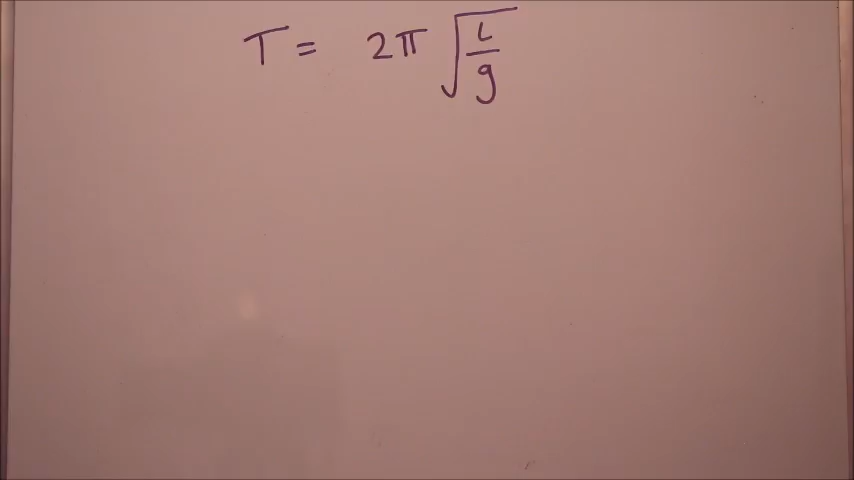 T = 2π √(L/g)